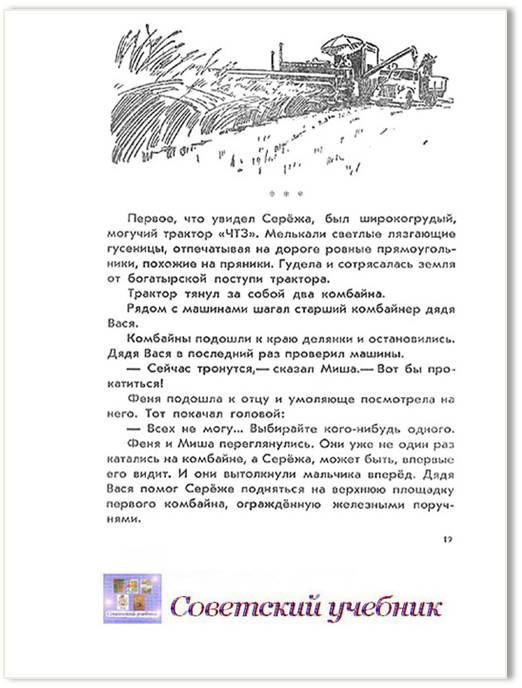 * * *
Первое, что увидел Серёжа, был широкогрудый,
могучий трактор «ЧТЗ». Мелькали светлые лязгающие
гусеницы, отпечатывая на дороге ровные прямоуголь-
ники, похожие на пряники. Гудела и сотрясалась земля
от богатырской поступи трактора.
Трактор тянул за собой два комбайна.
Рядом с машинами шагал старший комбайнер дядя
Вася.
Комбайны подошли к краю делянки и остановились.
Дядя Вася в последний раз проверил машины.
— Сейчас тронутся,— сказал Миша.— Вот бы про-
катиться!
Феня подошла к отцу и умоляюще посмотрела на
него. Тот покачал головой:
— Всех не могу... Выбирайте кого-нибудь одного.
Феня и Миша переглянулись. Они уже не один раз
катались на комбайне, а Серёжа, может быть, впервые
его видит. И они вытолкнули мальчика вперёд. Дядя
Вася помог Серёже подняться на верхнюю площадку
первого комбайна, ограждённую железными поруч-
нями.
19
Советский учебник